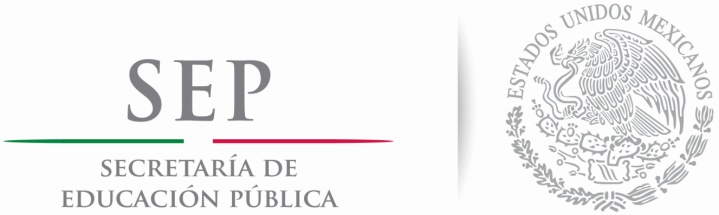 SEP
SECRETARÍA DE
EDUCACIÓN PÚBLICA
ESTADOS UNIDOS MEXICANOS